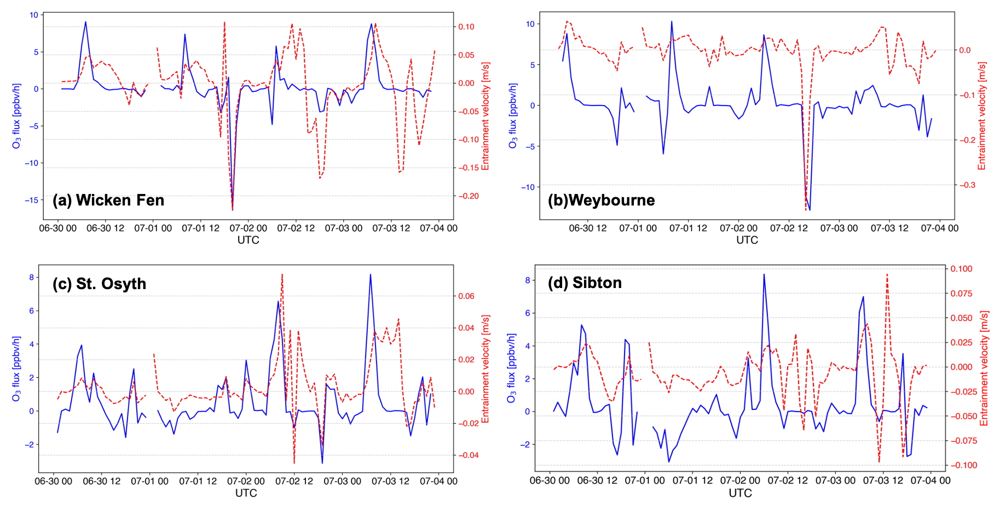 10
5
0
−5
−10
−15
O3 flux [ppbv/h]
0.10
0.05
0.00
−0.05
−0.10
−0.15
−0.20
Entrainment velocity [m/s]
(a) Wicken Fen
06-30 00 06-30 12 07-01 00 07-01 12 07-02 00 07-02 12 07-03 00 07-03 12 07-04 00
UTC
10
5
0
−5
−10
O3 flux [ppbv/h]
0.0
−0.1
−0.2
−0.3
Entrainment velocity [m/s]
(b)Weybourne
06-30 12 07-01 00 07-01 12 07-02 00 07-02 12 07-03 00 07-03 12 07-04 00
UTC
(c) St. Osyth
8
6
4
2
0
−2
O3 flux [ppbv/h]
0.06
0.04
0.02
0.00
−0.02
−0.04
Entrainment velocity [m/s]
06-30 00 06-30 12 07-01 00 07-01 12 07-02 00 07-02 12 07-03 00 07-03 12 07-04 00
UTC
(d) Sibton
8
6
4
2
0
−2
O3 flux [ppbv/h]
0.100
0.075
0.050
0.025
0.000
−0.025
−0.050
−0.075
−0.100
Entrainment velocity [m/s]
06-30 00 06-30 12 07-01 00 07-01 12 07-02 00 07-02 12 07-03 00 07-03 12 07-04 00
UTC